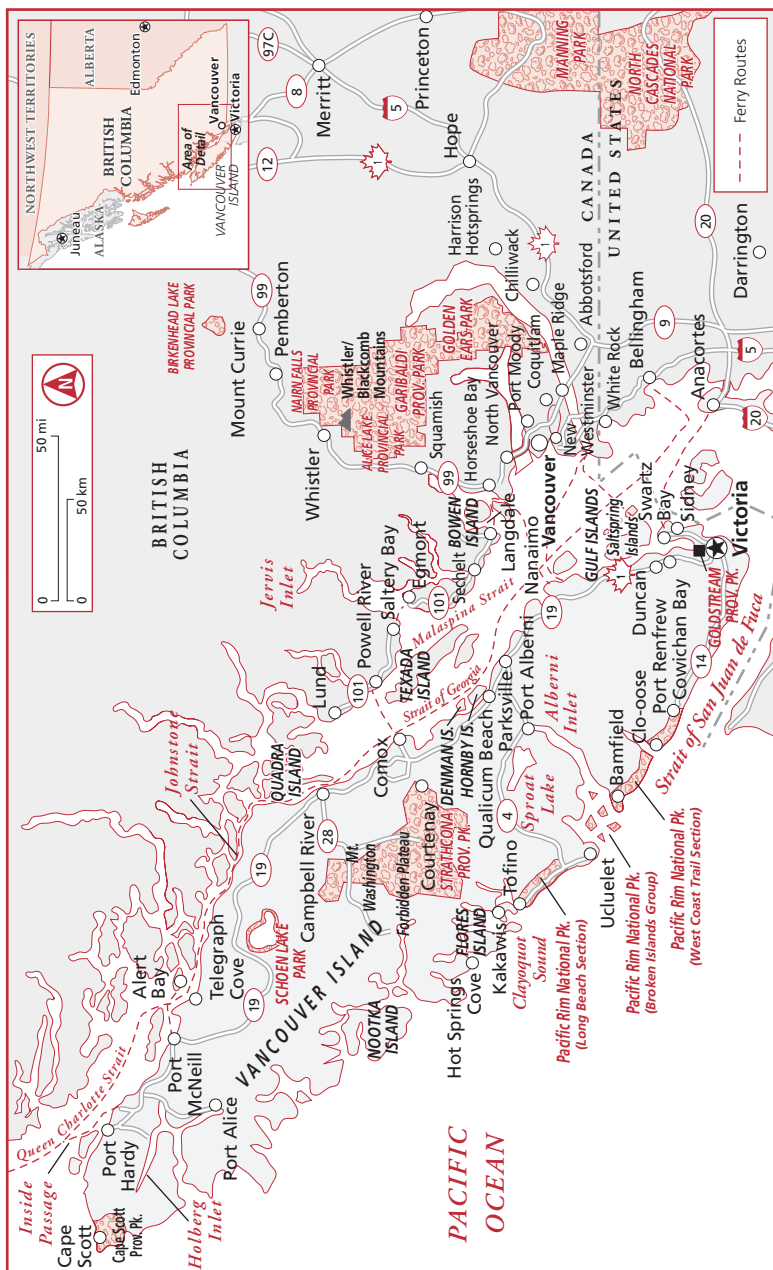 NORTHWEST TERRITORIES
ALBERTA
Edmonton
BRITISH
COLUMBIA
Juneau
ALASKA
Area of
Detail
Vancouver
Victoria
VANCOUVER
ISLAND
0
50 mi
0
50 km
N
Ferry Routes
BRITISH
COLUMBIA
Inside
Passage
Queen Charlotte Strait
Cape
Scott
Cape Scott
Prov. Pk.
Holberg
Inlet
Port
Hardy
Port
McNeill
Port Alice
Alert
Bay
Telegraph
Cove
19
19
SCHOEN LAKE
PARK
Johnstone
Strait
VANCOUVER ISLAND
NOOTKA
ISLAND
Campbell River
28
QUADRA
ISLAND
Mt.
Washington
Forbidden Plateau
Courtenay
STRATHCONA
PROV. PK.
Comox
DENMAN IS.
HORNBY IS.
Qualicum Beach
Parksville
Port Alberni
Alberni
Inlet
Sproat
Lake
4
Hot Springs
Cove
FLORES
ISLAND
Kakawis
Tofino
Clayoquot
Sound
Pacific Rim National Pk.
(Long Beach Section)
Ucluelet
Pacific Rim National Pk.
(Broken Islands Group)
Pacific Rim National Pk.
(West Coast Trail Section)
Bamfield
Clo-oose
Port Renfrew
Cowichan Bay
Duncan
14
GOLDSTREAM
PROV. PK.
Strait of San Juan de Fuca
PACIFIC
OCEAN
Lund
101
Powell River
Saltery Bay
Egmont
101
Sechelt
Jervis
Inlet
TEXADA
ISLAND
Malaspina Strait
Strait of Georgia
BOWEN
ISLAND
Langdale
Nanaimo
19
1
GULF ISLANDS
Saltspring
Islands
Swartz
Bay
Sidney
Victoria
BIRKENHEAD LAKE
PROVINCIAL PARK
99
Mount Currie
Pemberton
NAIRN FALLS
PROVINCIAL
PARK
Whistler
Whistler/
Blackcomb
Mountains
ALICE LAKE
PROVINCIAL
PARK
GARIBALDI
PROV. PARK
GOLDEN
EARS PARK
Squamish
99
Horseshoe Bay
North Vancouver
Port Moody
Coquitlam
Maple Ridge
Vancouver
New
Westminster
White Rock
Abbotsford
Chilliwack
Harrison
Hotsprings
Hope
1
1
12
8
97C
Merritt
5
Princeton
MANNING
PARK
NORTH
CASCADES
NATIONAL
PARK
CANADA
UNITED STATES
Bellingham
9
5
20
20
Anacortes
Darrington